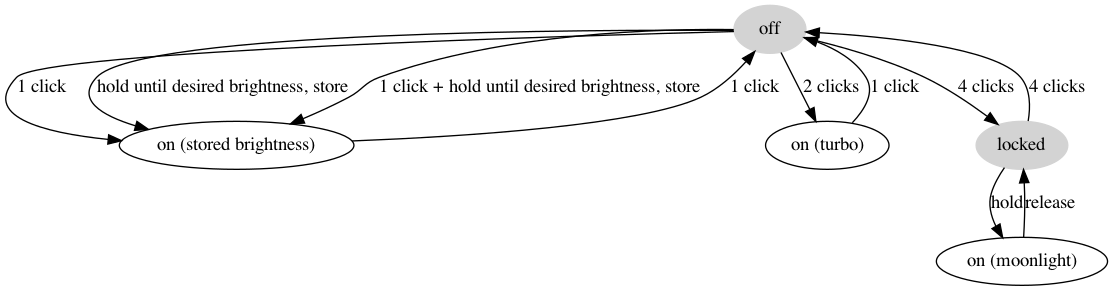 off
1 click
hold until desired brightness, store
1 click + hold until desired brightness, store
1 click
2 clicks
1 click
4 clicks
4 clicks
on (stored brightness)
on (turbo)
locked
hold
release
on (moonlight)